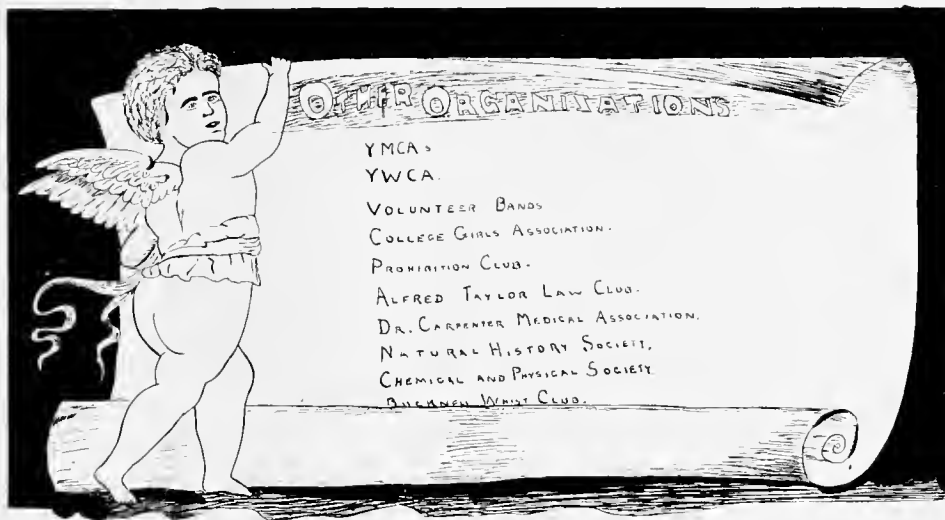 OTHER ORGANIZATIONS
YMCA's
YWCA.
VOLUNTEER BANDS
COLLEGE GIRLS ASSOCIATION.
PROHIBITION CLUB.
ALFRED TAYLOR LAW CLUB.
DR. CARPENTER MEDICAL ASSOCIATION.
NATURAL HISTORY SOCIETY.
CHEMICAL AND PHYSICAL SOCIETY.
BUCKNELL WHIST CLUB.